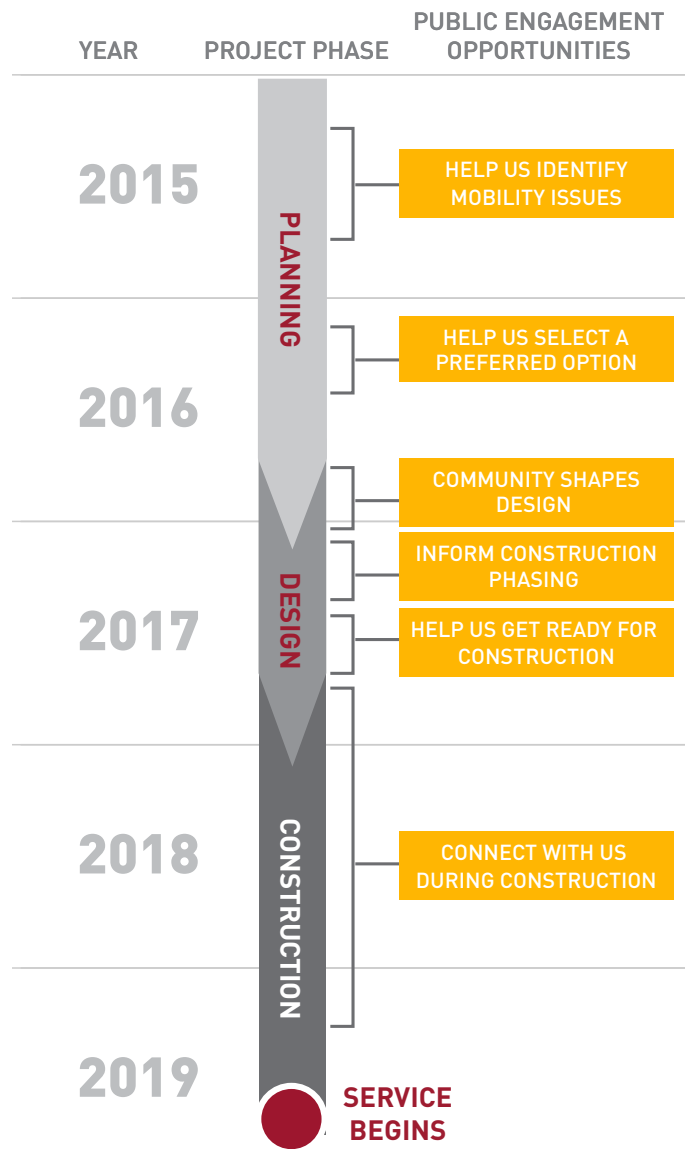 YEAR
PROJECT PHASE
PUBLIC ENGAGEMENT
OPPORTUNITIES
2015
PLANNING
HELP US IDENTIFY
MOBILITY ISSUES
2016
HELP US SELECT A
PREFERRED OPTION
COMMUNITY SHAPES
DESIGN
2017
DESIGN
INFORM CONSTRUCTION
PHASING
HELP US GET READY FOR
CONSTRUCTION
2018
CONSTRUCTION
CONNECT WITH US
DURING CONSTRUCTION
2019
SERVICE
BEGINS